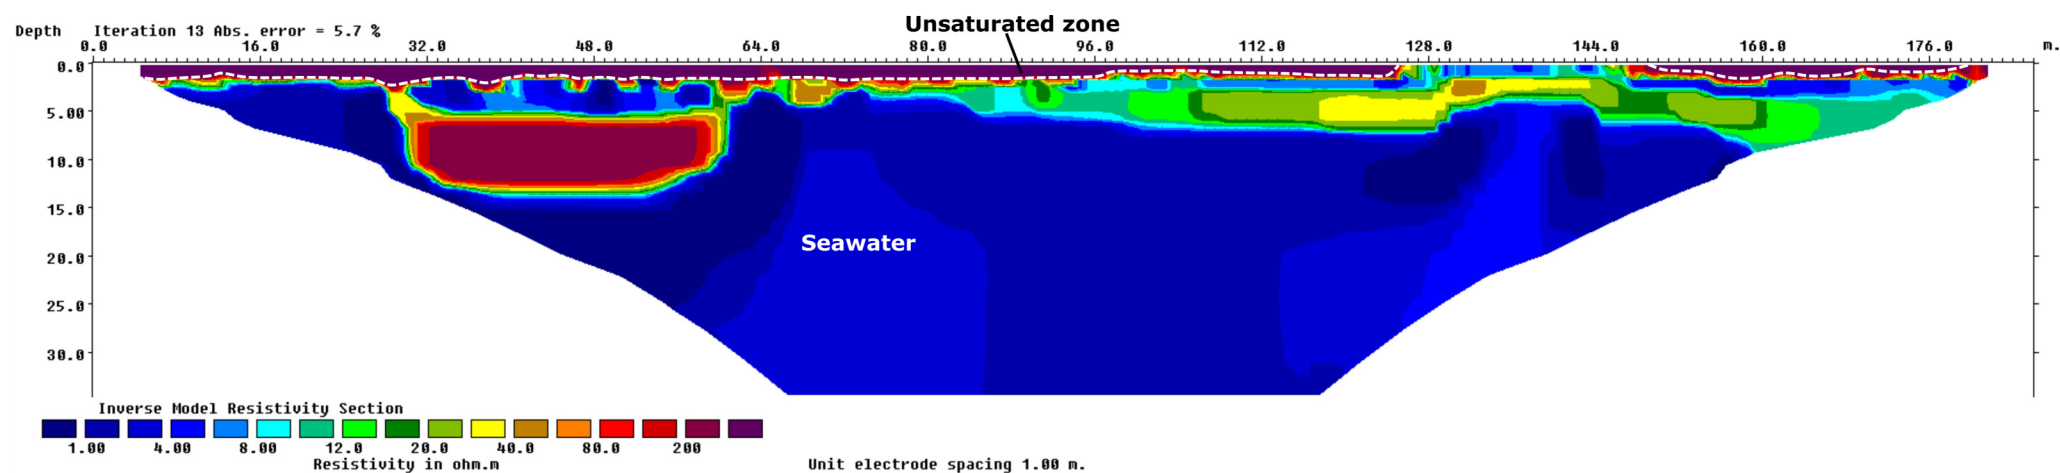 Unsaturated zone
Depth Iteration 13 Abs. error = 5.7 %
0.0 16.0 32.0 48.0 64.0 80.0 96.0 112.0 128.0 144.0 160.0 176.0 m.
0.0
5.00
10.0
15.0
Seawater
20.0
25.0
30.0
Inverse Model Resistivity Section
1.00 4.00 8.00 12.0 20.0 40.0 80.0 200
Resistivity in ohm.m Unit electrode spacing 1.00 m.